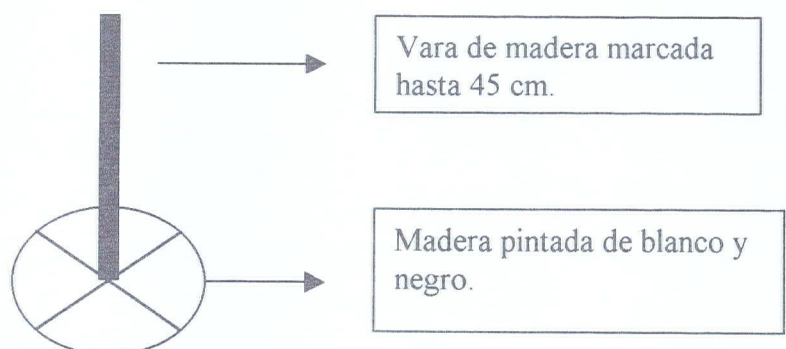 Vara de madera marcada
hasta 45 cm.
Madera pintada de blanco y
negro.